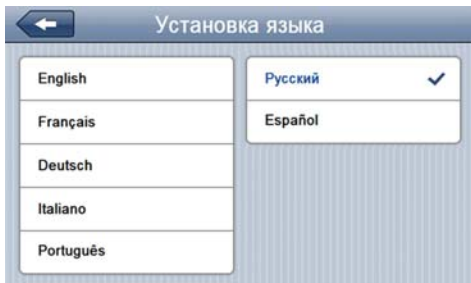 Установка языка
English
Français
Deutsch
Italiano
Português
Русский
Español